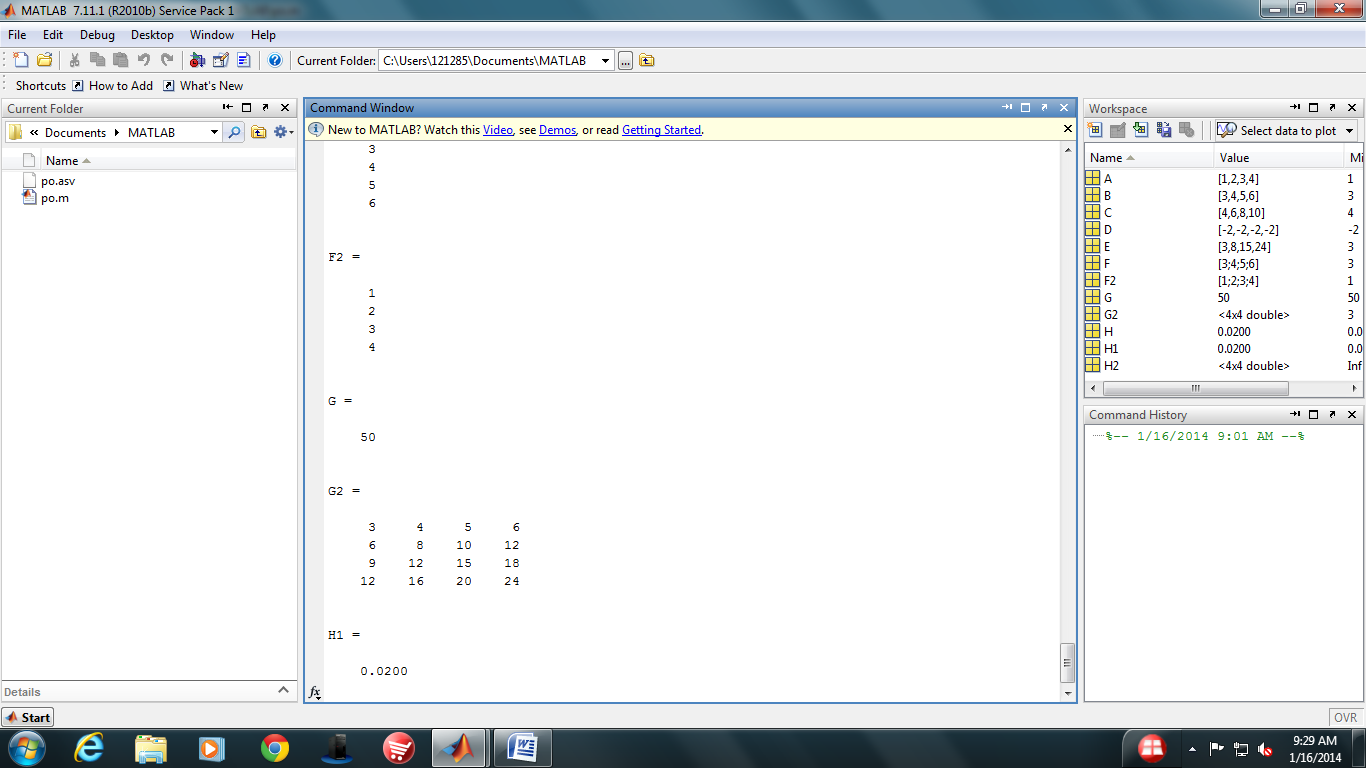 MATLAB 7.11.1 (R2010b) Service Pack 1
File Edit Debug Desktop Window Help
Current Folder: C:\Users\121285\Documents\MATLAB
Shortcuts How to Add What's New
Current Folder
« Documents MATLAB
Name
po.asv
po.m
Details
Command Window
New to MATLAB? Watch this Video, see Demos, or read Getting Started.
3
4
5
6
F2 =
1
2
3
4
G =
50
G2 =
3 4 5 6
6 8 10 12
9 12 15 18
12 16 20 24
H1 =
0.0200
fx
Workspace
Select data to plot
Name Value Mi
A [1,2,3,4] 1
B [3,4,5,6] 3
C [4,6,8,10] 4
D [-2,-2,-2,-2] -2
E [3,8,15,24] 3
F [3;4;5;6] 3
F2 [1;2;3;4] 1
G 50 50
G2 <4x4 double> 3
H 0.0200 0.0
H1 0.0200 0.0
H2 <4x4 double> Inf
Command History
%-- 1/16/2014 9:01 AM --%
Start
OVR
9:29 AM
1/16/2014